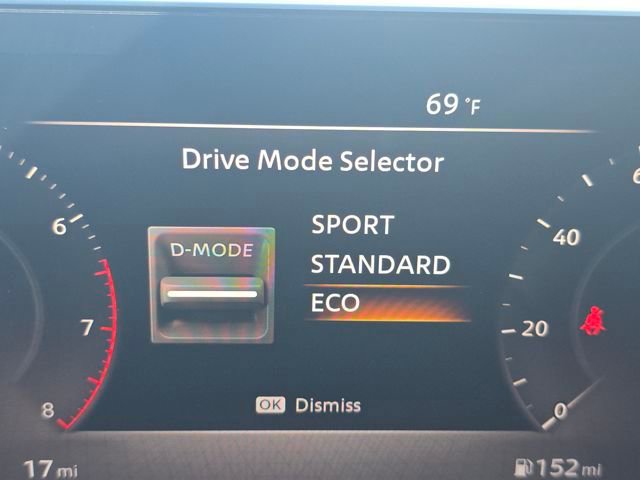 69 °F
Drive Mode Selector
D-MODE
SPORT
STANDARD
ECO
6
7
8
40
20
0
OK Dismiss
17 mi
152 mi